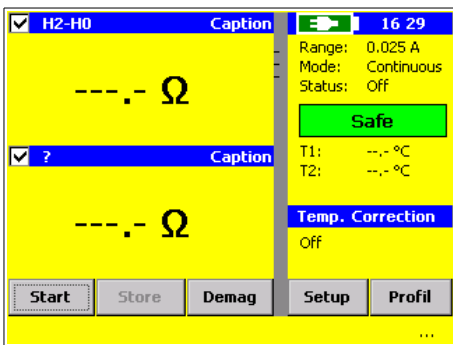 H2-H0 Caption
---.- Ω
? Caption
---.- Ω
16 29
Range: 0.025 A
Mode: Continuous
Status: Off
Safe
T1: --.- °C
T2: --.- °C
Temp. Correction
Off
Start Store Demag Setup Profil
...